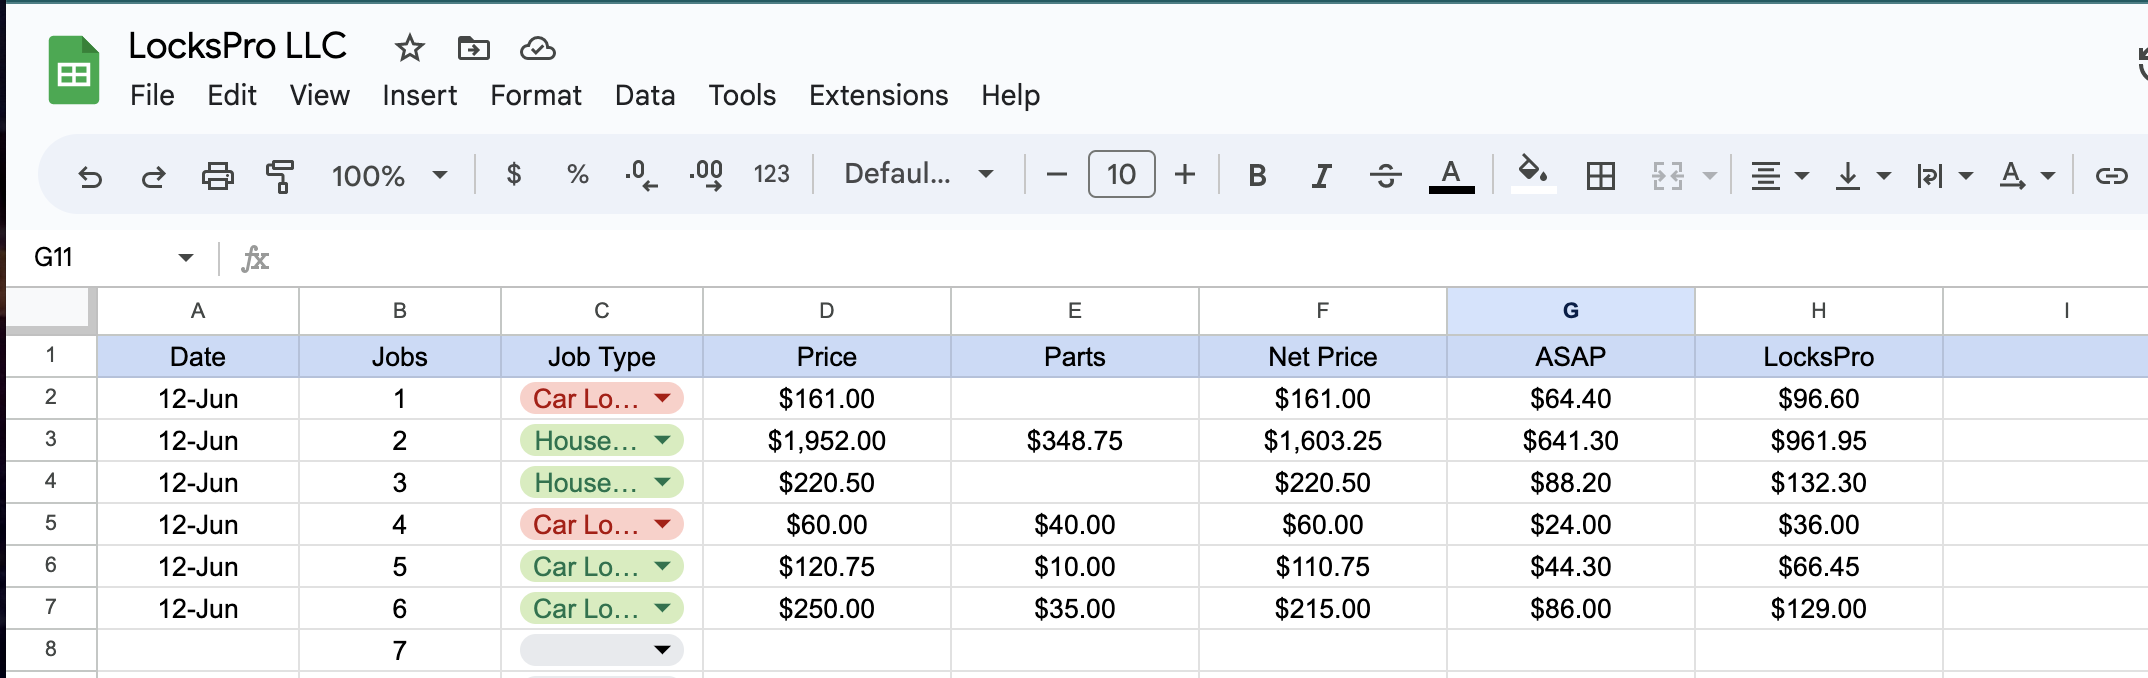 LocksPro LLC
File Edit View Insert Format Data Tools Extensions Help
100% $ % .0 .00 123 Defaul... 10 B I S A A
G11 fx
A B C D E F G H I
1 Date Jobs Job Type Price Parts Net Price ASAP LocksPro
2 12-Jun 1 Car Lo... $161.00 $161.00 $64.40 $96.60
3 12-Jun 2 House... $1,952.00 $348.75 $1,603.25 $641.30 $961.95
4 12-Jun 3 House... $220.50 $220.50 $88.20 $132.30
5 12-Jun 4 Car Lo... $60.00 $40.00 $60.00 $24.00 $36.00
6 12-Jun 5 Car Lo... $120.75 $10.00 $110.75 $44.30 $66.45
7 12-Jun 6 Car Lo... $250.00 $35.00 $215.00 $86.00 $129.00
8 7